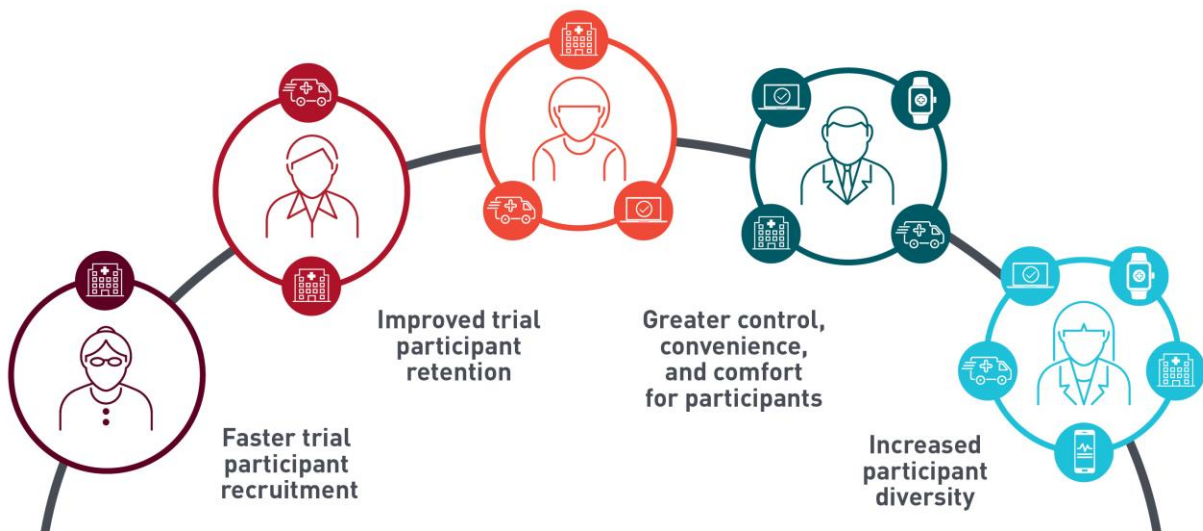 Improved trial
participant
retention
Greater control,
convenience,
and comfort
for participants
Faster trial
participant
recruitment
Increased
participant
diversity